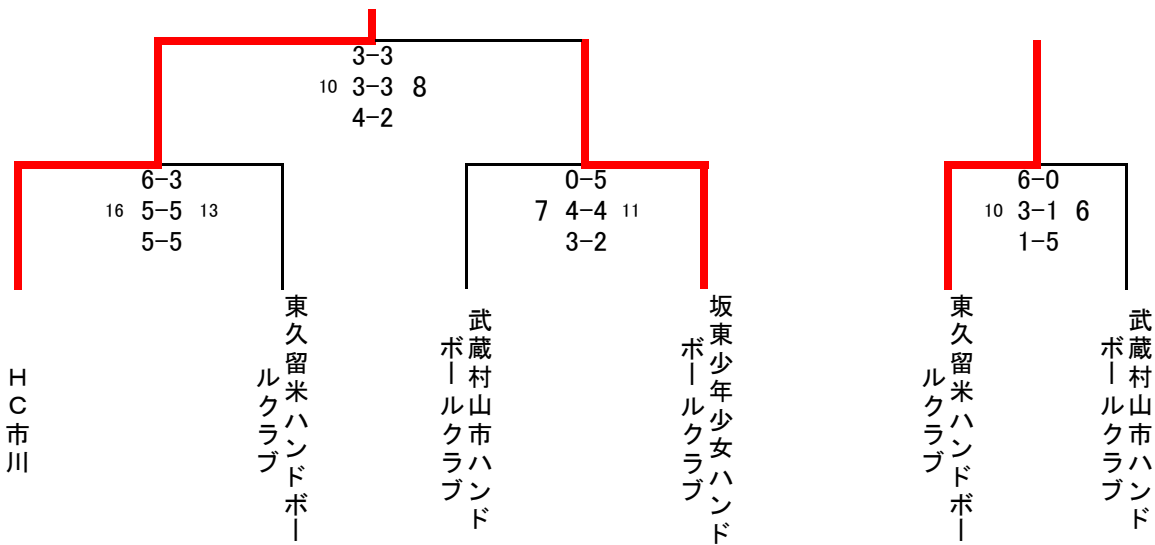 3-3
10 3-3 8
4-2
6-3
16 5-5 13
5-5
0-5
7 4-4 11
3-2
6-0
10 3-1 6
1-5
HC市川
東久留米ハンドボー
ルクラブ
武蔵村山市ハンド
ボールクラブ
坂東少年少女ハンド
ボールクラブ
東久留米ハンドボー
ルクラブ
武蔵村山市ハンド
ボールクラブ